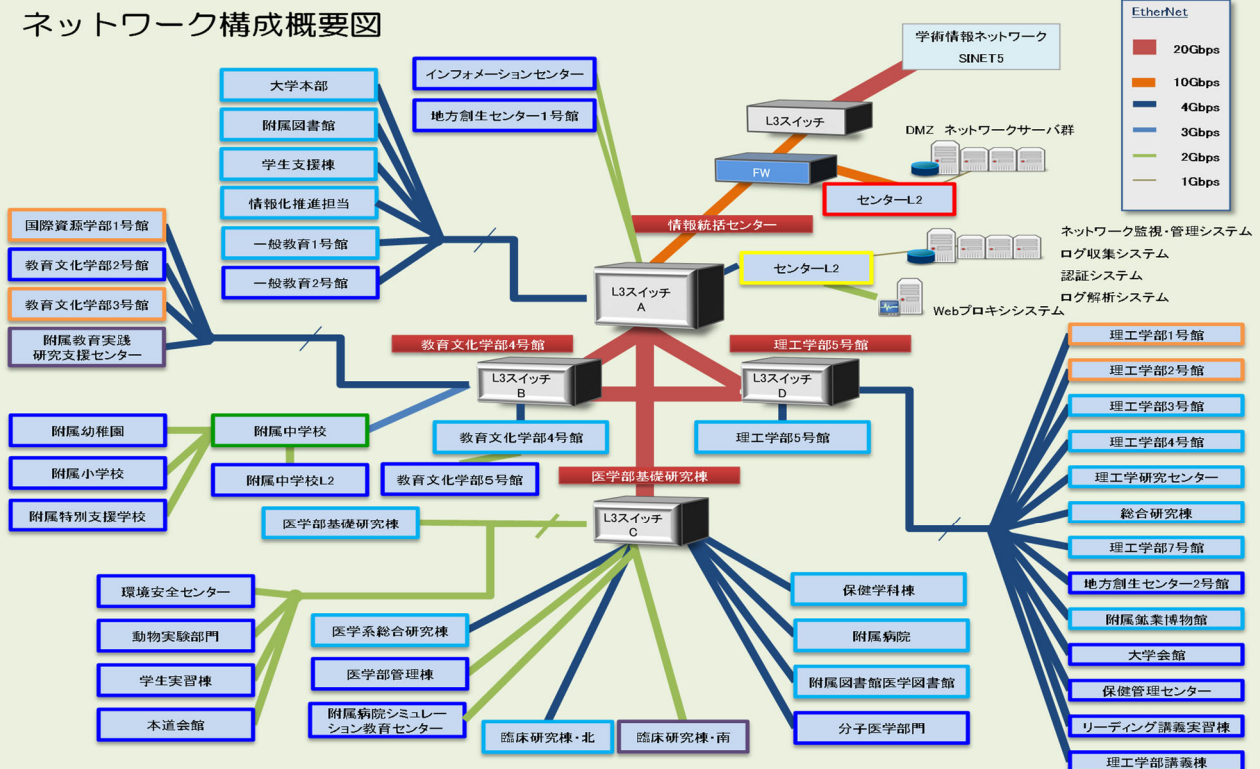 ネットワーク構成概要図
EtherNet
20Gbps
10Gbps
4Gbps
3Gbps
2Gbps
1Gbps
学術情報ネットワーク
SINET5
L3スイッチ
FW
DMZ ネットワークサーバ群
センターL2
情報統括センター
インフォメーションセンター
地方創生センター1号館
大学本部
附属図書館
学生支援棟
情報化推進担当
一般教育1号館
一般教育2号館
国際資源学部1号館
教育文化学部2号館
教育文化学部3号館
附属教育実践
研究支援センター
L3スイッチ
A
センターL2
ネットワーク監視・管理システム
ログ収集システム
認証システム
ログ解析システム
Webプロキシシステム
教育文化学部4号館
理工学部5号館
L3スイッチ
B
L3スイッチ
D
教育文化学部4号館
理工学部5号館
教育文化学部5号館
附属幼稚園
附属中学校
附属小学校
附属中学校L2
附属特別支援学校
医学部基礎研究棟
L3スイッチ
C
医学部基礎研究棟
環境安全センター
動物実験部門
学生実習棟
本道会館
医学系総合研究棟
医学部管理棟
附属病院シミュレー
ション教育センター
臨床研究棟・北
臨床研究棟・南
保健学科棟
附属病院
附属図書館医学図書館
分子医学部門
理工学部1号館
理工学部2号館
理工学部3号館
理工学部4号館
理工学研究センター
総合研究棟
理工学部7号館
地方創生センター2号館
附属鉱業博物館
大学会館
保健管理センター
リーディング講義実習棟
理工学部講義棟